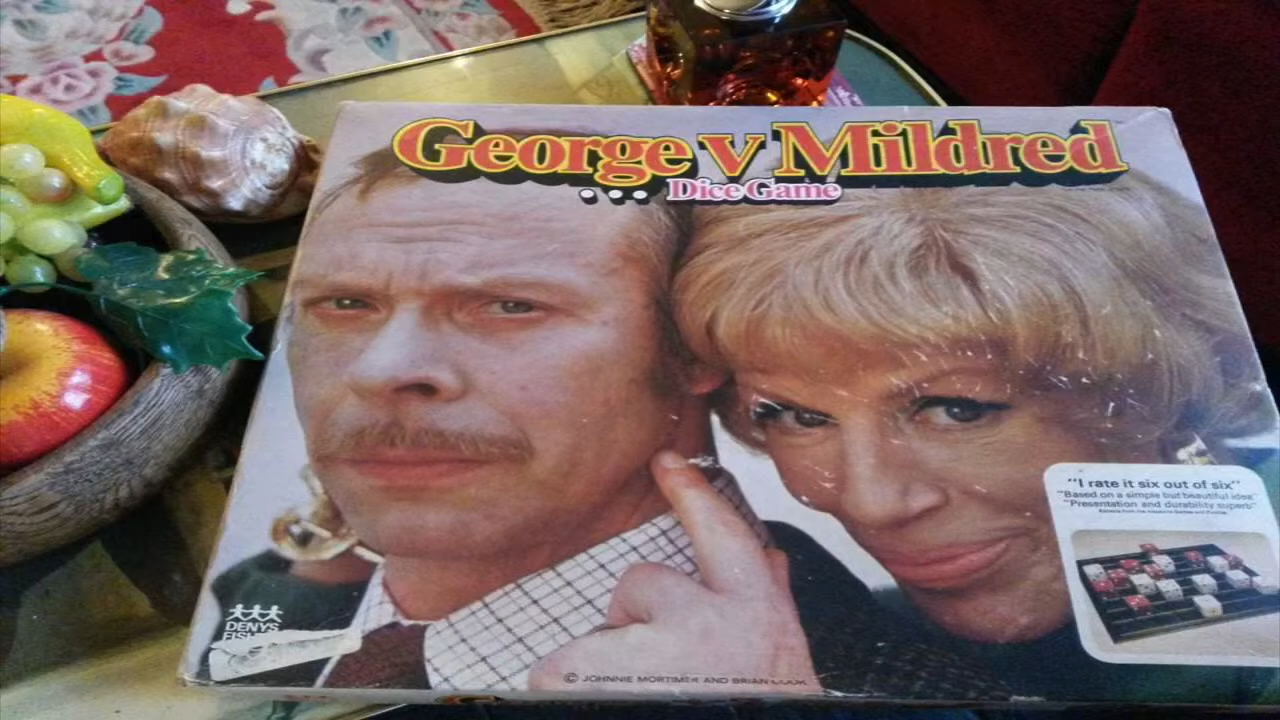 George v Mildred
Dice Game
"I rate it six out of six"
"Based on a simple but beautiful idea"
"Presentation and durability superb"
DENYS
© JOHNNIE MORTIMER AND BRIAN COOK